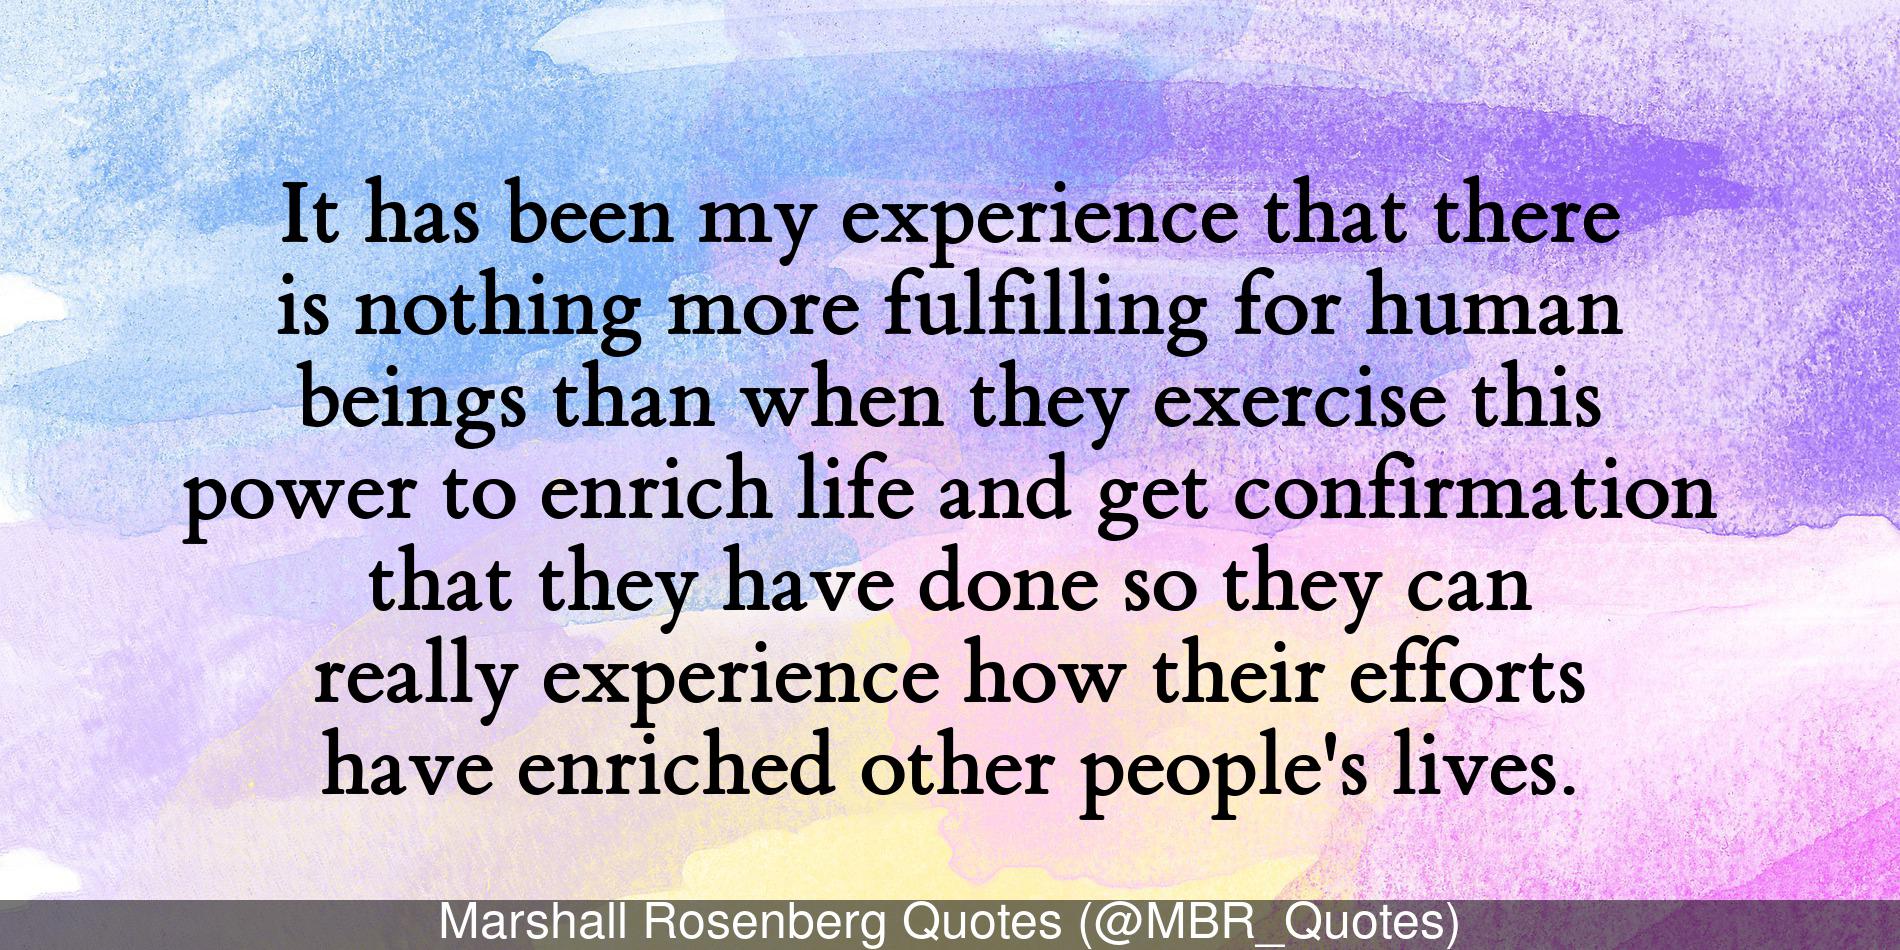 It has been my experience that there
is nothing more fulfilling for human
beings than when they exercise this
power to enrich life and get confirmation
that they have done so they can
really experience how their efforts
have enriched other people's lives.
Marshall Rosenberg Quotes (@MBR_Quotes)